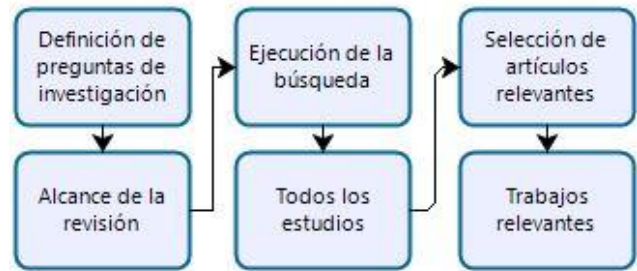 Definición de
preguntas de
investigación
Alcance de la
revisión
Ejecución de la
búsqueda
Todos los
estudios
Selección de
artículos
relevantes
Trabajos
relevantes